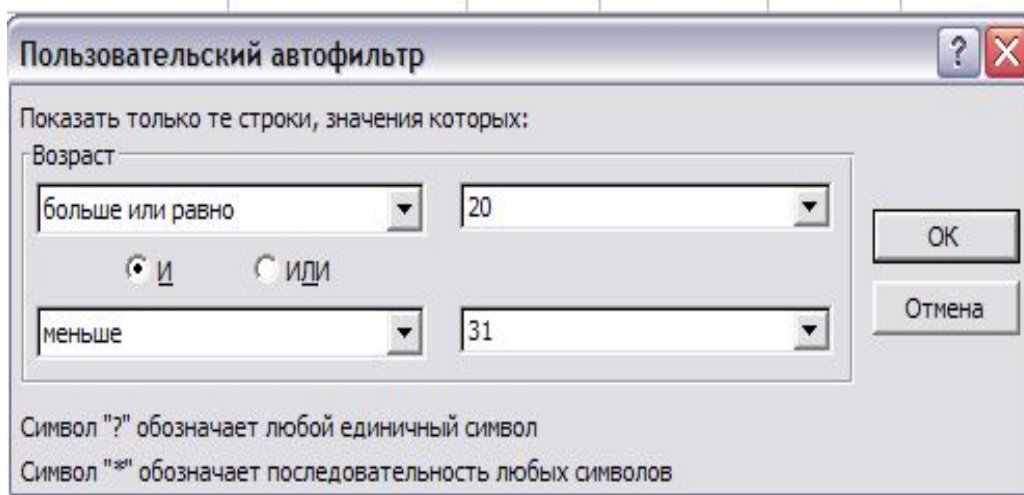 Пользовательский автофильтр
?
Показать только те строки, значения которых:
Возраст
больше или равно 20
И ИЛИ
меньше 31
ОК
Отмена
Символ "?" обозначает любой единичный символ
Символ "*" обозначает последовательность любых символов